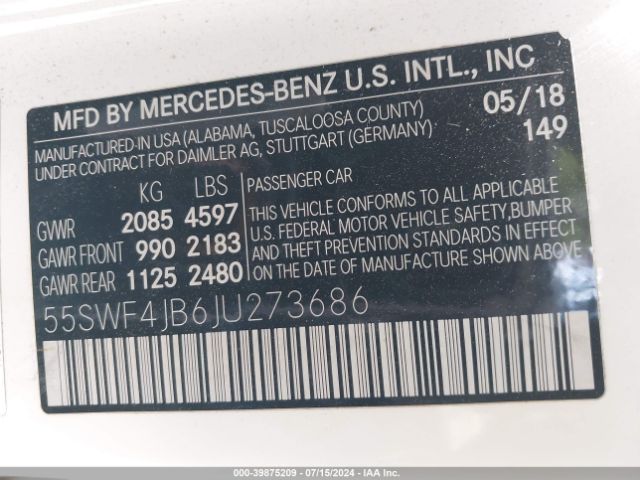 MFD BY MERCEDES-BENZ U.S. INTL., INC
MANUFACTURED-IN USA (ALABAMA, TUSCALOOSA COUNTY) 05/18
UNDER CONTRACT FOR DAIMLER AG, STUTTGART (GERMANY) 149
KG LBS PASSENGER CAR
GWWR 2085 4597 THIS VEHICLE CONFORMS TO ALL APPLICABLE
GAWR FRONT 990 2183 U.S. FEDERAL MOTOR VEHICLE SAFETY,BUMPER
GAWR REAR 1125 2480 AND THEFT PREVENTION STANDARDS IN EFFECT
ON THE DATE OF MANUFACTURE SHOWN ABOVE
55SWF4JB6JU273686
000-39875209 - 07/15/2024 - IAA Inc.